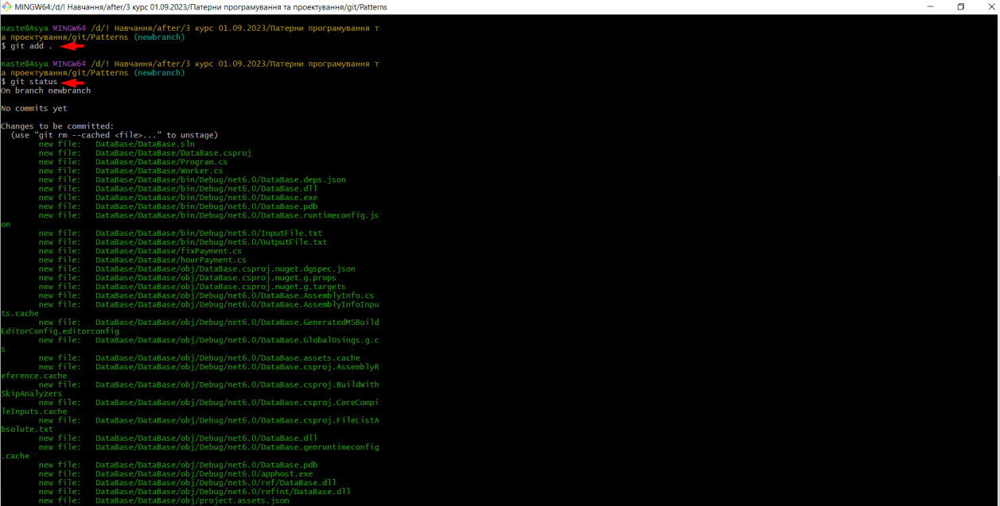 MINGW64:/d/! Навчання/after/3 курс 01.09.2023/Патерни програмування та проектування/git/Patterns
naste@Asya MINGW64 /d/! Навчання/after/3 курс 01.09.2023/Патерни програмування т
а проектування/git/Patterns (newbranch)
$ git add .
naste@Asya MINGW64 /d/! Навчання/after/3 курс 01.09.2023/Патерни програмування т
а проектування/git/Patterns (newbranch)
$ git status
On branch newbranch
No commits yet
Changes to be committed:
(use "git rm --cached <file>..." to unstage)
new file: DataBase/DataBase.sln
new file: DataBase/DataBase/DataBase.csproj
new file: DataBase/DataBase/Program.cs
new file: DataBase/DataBase/Worker.cs
new file: DataBase/DataBase/bin/Debug/net6.0/DataBase.deps.json
new file: DataBase/DataBase/bin/Debug/net6.0/DataBase.dll
new file: DataBase/DataBase/bin/Debug/net6.0/DataBase.exe
new file: DataBase/DataBase/bin/Debug/net6.0/DataBase.pdb
new file: DataBase/DataBase/bin/Debug/net6.0/DataBase.runtimeconfig.js
on
new file: DataBase/DataBase/bin/Debug/net6.0/InputFile.txt
new file: DataBase/DataBase/bin/Debug/net6.0/OutputFile.txt
new file: DataBase/DataBase/fixPayment.cs
new file: DataBase/DataBase/hourPayment.cs
new file: DataBase/DataBase/obj/DataBase.csproj.nuget.dgspec.json
new file: DataBase/DataBase/obj/DataBase.csproj.nuget.g.props
new file: DataBase/DataBase/obj/DataBase.csproj.nuget.g.targets
new file: DataBase/DataBase/obj/Debug/net6.0/DataBase.AssemblyInfo.cs
new file: DataBase/DataBase/obj/Debug/net6.0/DataBase.AssemblyInfoInpu
ts.cache
new file: DataBase/DataBase/obj/Debug/net6.0/DataBase.GeneratedMSBuild
EditorConfig.editorconfig
new file: DataBase/DataBase/obj/Debug/net6.0/DataBase.GlobalUsings.g.c
s
new file: DataBase/DataBase/obj/Debug/net6.0/DataBase.assets.cache
new file: DataBase/DataBase/obj/Debug/net6.0/DataBase.csproj.AssemblyR
eference.cache
new file: DataBase/DataBase/obj/Debug/net6.0/DataBase.csproj.BuildWith
SkipAnalyzers
new file: DataBase/DataBase/obj/Debug/net6.0/DataBase.csproj.CoreCompi
leInputs.cache
new file: DataBase/DataBase/obj/Debug/net6.0/DataBase.csproj.FileListA
bsolute.txt
new file: DataBase/DataBase/obj/Debug/net6.0/DataBase.dll
new file: DataBase/DataBase/obj/Debug/net6.0/DataBase.genruntimeconfig
.cache
new file: DataBase/DataBase/obj/Debug/net6.0/DataBase.pdb
new file: DataBase/DataBase/obj/Debug/net6.0/apphost.exe
new file: DataBase/DataBase/obj/Debug/net6.0/ref/DataBase.dll
new file: DataBase/DataBase/obj/Debug/net6.0/refint/DataBase.dll
new file: DataBase/DataBase/obj/project.assets.json